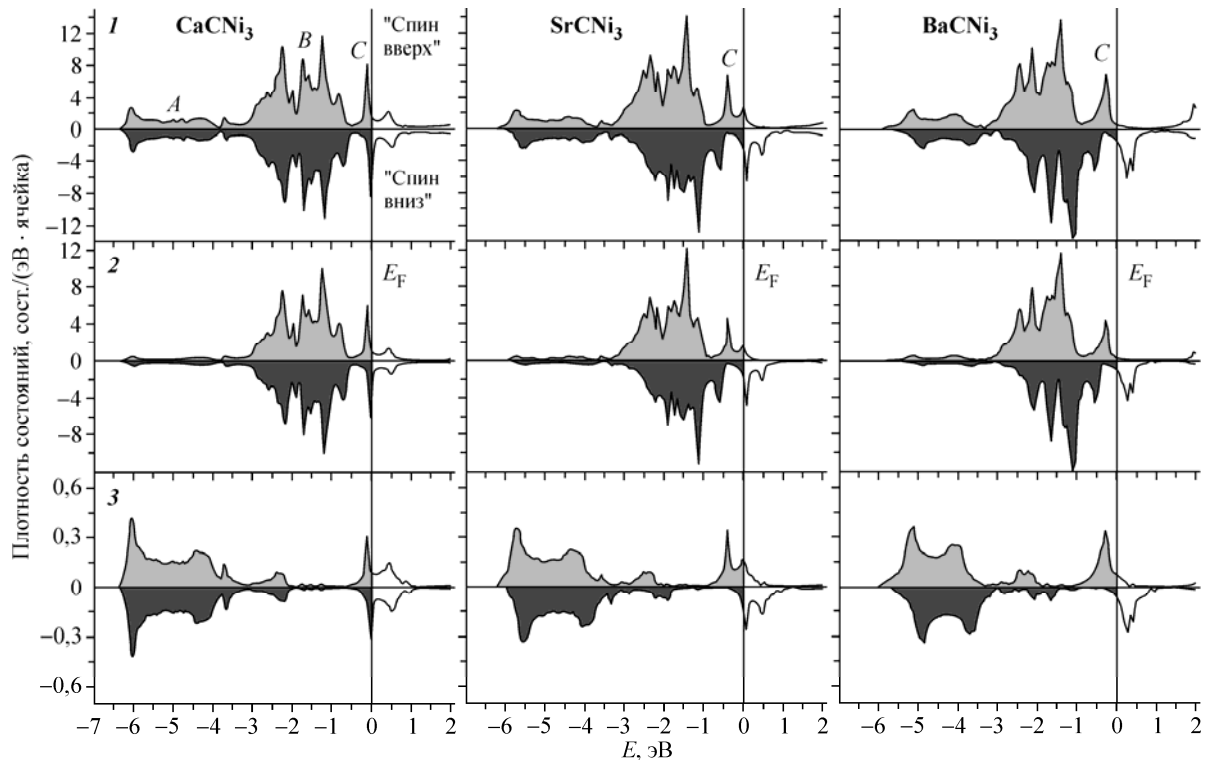 1 CaCNi3 "Спин вверх" SrCNi3 BaCNi3
A B C C C
12
8
4
0
−4
−8
−12
"Спин вниз"
2 EF EF EF
12
8
4
0
−4
−8
3
0,6
0,3
0
−0,3
−0,6
Плотность состояний, сост./(эВ · ячейка)
−7 −6 −5 −4 −3 −2 −1 0 1 2 −6 −5 −4 −3 −2 −1 0 1 2 −6 −5 −4 −3 −2 −1 0 1 2
E, эВ